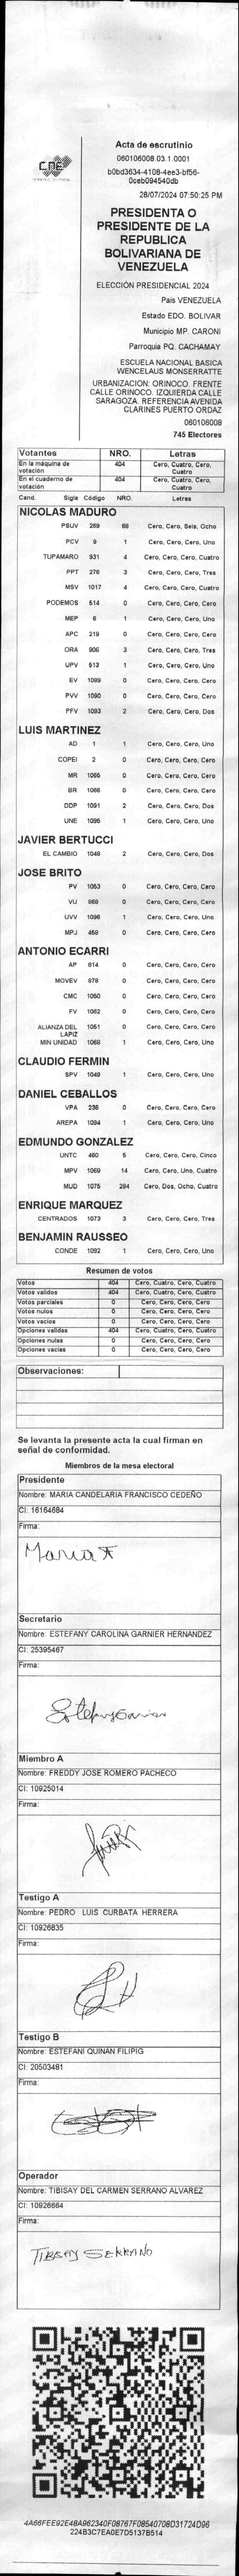 CNE
Acta de escrutinio
060106008.03.1.0001
b0bd3634-4108-4ee3-bf56-
0ceb094540db
28/07/2024 07:50:25 PM
PRESIDENTA O
PRESIDENTE DE LA
REPUBLICA
BOLIVARIANA DE
VENEZUELA
ELECCIÓN PRESIDENCIAL 2024
Pais VENEZUELA
Estado EDO. BOLIVAR
Municipio MP. CARONI
Parroquia PQ. CACHAMAY
ESCUELA NACIONAL BASICA
WENCELAUS MONSERRATTE
URBANIZACION: ORINOCO. FRENTE
CALLE ORINOCO. IZQUIERDA CALLE
SARAGOZA. REFERENCIA AVENIDA
CLARINES PUERTO ORDAZ
060106008
745 Electores
Votantes NRO. Letras
En la máquina de votación 404 Cero, Cuatro, Cero, Cuatro
En el cuaderno de votación 404 Cero, Cuatro, Cero, Cuatro
Cand. Sigla Código NRO. Letras
NICOLAS MADURO
PSUV 269 68 Cero, Cero, Seis, Ocho
PCV 9 1 Cero, Cero, Cero, Uno
TUPAMARO 931 4 Cero, Cero, Cero, Cuatro
PPT 276 3 Cero, Cero, Cero, Tres
MSV 1017 4 Cero, Cero, Cero, Cuatro
PODEMOS 514 0 Cero, Cero, Cero, Cero
MEP 6 1 Cero, Cero, Cero, Uno
APC 219 0 Cero, Cero, Cero, Cero
ORA 906 3 Cero, Cero, Cero, Tres
UPV 513 1 Cero, Cero, Cero, Uno
EV 1089 0 Cero, Cero, Cero, Cero
PVV 1090 0 Cero, Cero, Cero, Cero
PFV 1093 2 Cero, Cero, Cero, Dos
LUIS MARTINEZ
AD 1 1 Cero, Cero, Cero, Uno
COPEI 2 0 Cero, Cero, Cero, Cero
MR 1065 0 Cero, Cero, Cero, Cero
BR 1066 0 Cero, Cero, Cero, Cero
DDP 1091 2 Cero, Cero, Cero, Dos
UNE 1095 1 Cero, Cero, Cero, Uno
JAVIER BERTUCCI
EL CAMBIO 1048 2 Cero, Cero, Cero, Dos
JOSE BRITO
PV 1053 0 Cero, Cero, Cero, Cero
VU 968 0 Cero, Cero, Cero, Cero
UVV 1096 1 Cero, Cero, Cero, Uno
MPJ 459 0 Cero, Cero, Cero, Cero
ANTONIO ECARRI
AP 814 0 Cero, Cero, Cero, Cero
MOVEV 978 0 Cero, Cero, Cero, Cero
CMC 1050 0 Cero, Cero, Cero, Cero
FV 1062 0 Cero, Cero, Cero, Cero
ALIANZA DEL LAPIZ 1051 0 Cero, Cero, Cero, Cero
MIN UNIDAD 1068 1 Cero, Cero, Cero, Uno
CLAUDIO FERMIN
SPV 1049 1 Cero, Cero, Cero, Uno
DANIEL CEBALLOS
VPA 236 0 Cero, Cero, Cero, Cero
AREPA 1094 1 Cero, Cero, Cero, Uno
EDMUNDO GONZALEZ
UNTC 460 5 Cero, Cero, Cero, Cinco
MPV 1069 14 Cero, Cero, Uno, Cuatro
MUD 1075 284 Cero, Dos, Ocho, Cuatro
ENRIQUE MARQUEZ
CENTRADOS 1073 3 Cero, Cero, Cero, Tres
BENJAMIN RAUSSEO
CONDE 1092 1 Cero, Cero, Cero, Uno
Resumen de votos
Votos 404 Cero, Cuatro, Cero, Cuatro
Votos validos 404 Cero, Cuatro, Cero, Cuatro
Votos parciales 0 Cero, Cero, Cero, Cero
Votos nulos 0 Cero, Cero, Cero, Cero
Votos vacios 0 Cero, Cero, Cero, Cero
Opciones validas 404 Cero, Cuatro, Cero, Cuatro
Opciones nulas 0 Cero, Cero, Cero, Cero
Opciones vacias 0 Cero, Cero, Cero, Cero
Observaciones:
Se levanta la presente acta la cual firman en
señal de conformidad.
Miembros de la mesa electoral
Presidente
Nombre: MARIA CANDELARIA FRANCISCO CEDEÑO
CI: 16164684
Firma:
Maria F
Secretario
Nombre: ESTEFANY CAROLINA GARNIER HERNANDEZ
CI: 25395467
Firma:
Miembro A
Nombre: FREDDY JOSE ROMERO PACHECO
CI: 10925014
Firma:
Testigo A
Nombre: PEDRO LUIS CURBATA HERRERA
CI: 10926835
Firma:
Testigo B
Nombre: ESTEFANI QUINAN FILIPIG
CI: 20503481
Firma:
Operador
Nombre: TIBISAY DEL CARMEN SERRANO ALVAREZ
CI: 10926664
Firma:
TIBISAY SERRANO
4A66FEE92E48A962340F08767F08540708D31724D96
224B3C7EA0E7D5137B514